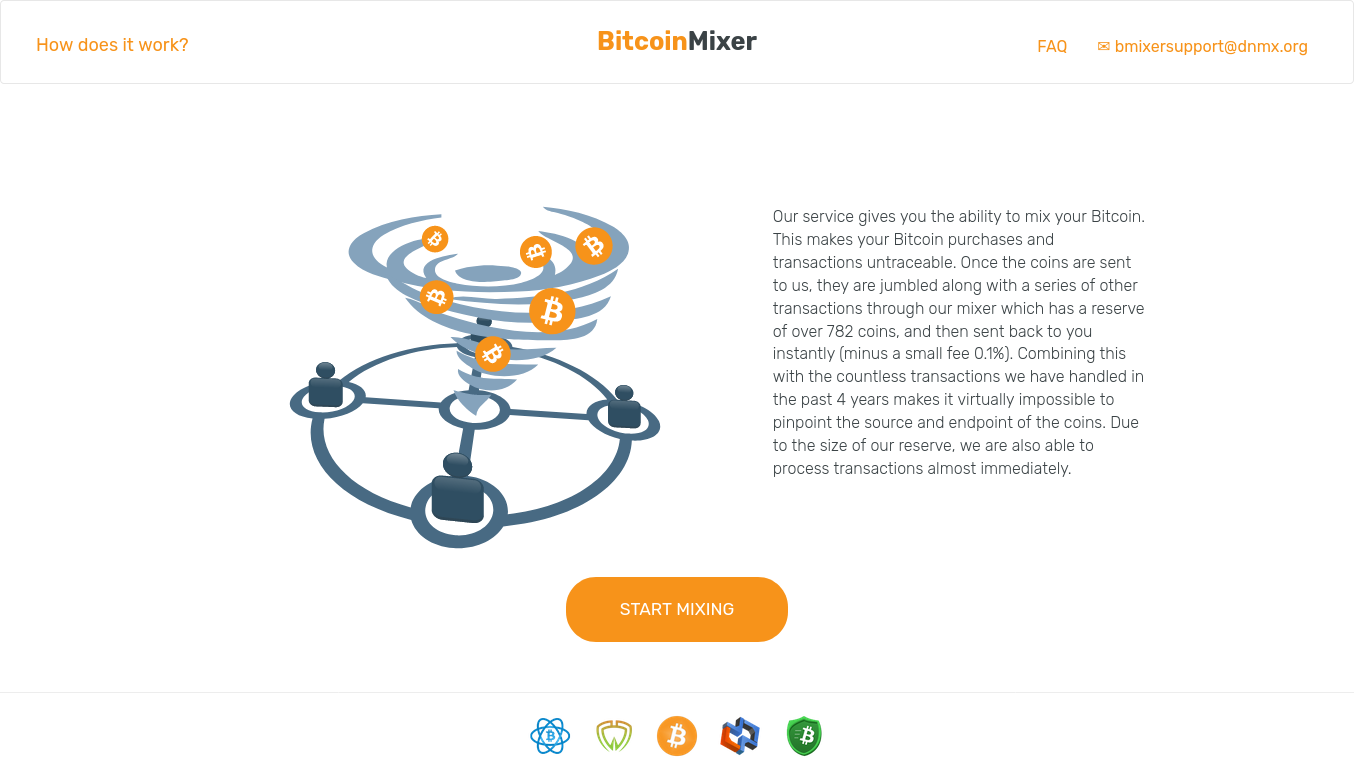 How does it work?
BitcoinMixer
FAQ
✉ bmixersupport@dnmx.org
Our service gives you the ability to mix your Bitcoin.
This makes your Bitcoin purchases and
transactions untraceable. Once the coins are sent
to us, they are jumbled along with a series of other
transactions through our mixer which has a reserve
of over 782 coins, and then sent back to you
instantly (minus a small fee 0.1%). Combining this
with the countless transactions we have handled in
the past 4 years makes it virtually impossible to
pinpoint the source and endpoint of the coins. Due
to the size of our reserve, we are also able to
process transactions almost immediately.
START MIXING